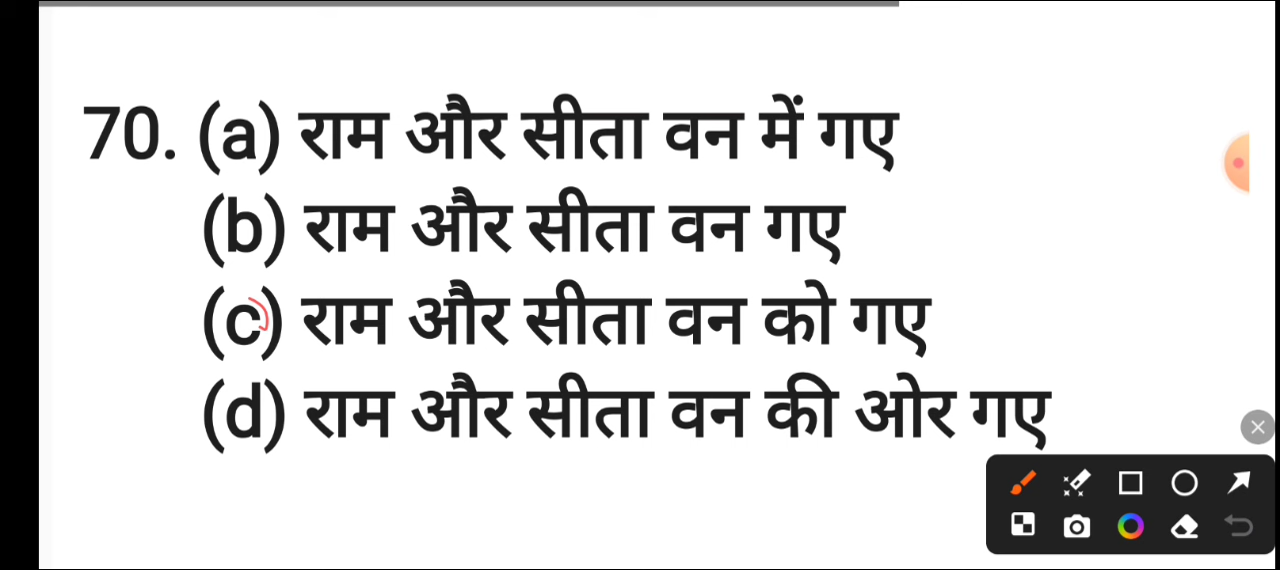 70. (a) राम और सीता वन में गए
(b) राम और सीता वन गए
(c) राम और सीता वन को गए
(d) राम और सीता वन की ओर गए